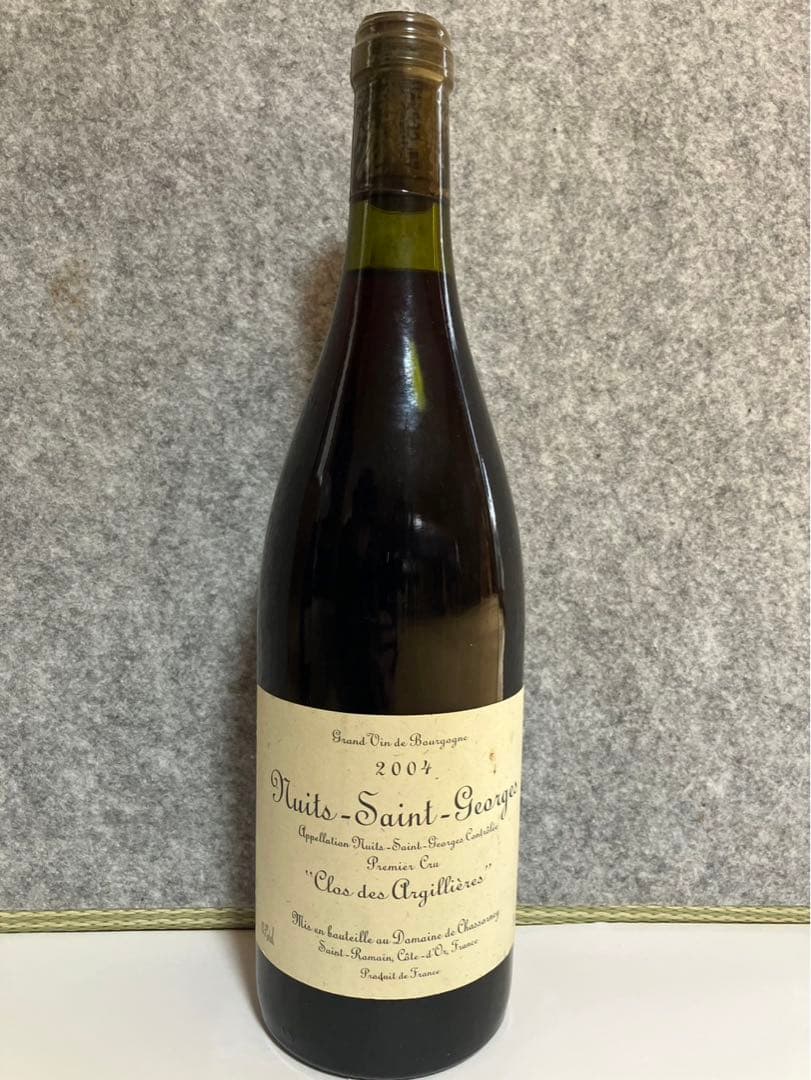 Grand Vin de Bourgogne
2004
Nuits-Saint-Georges
Appellation Nuits-Saint-Georges Contrôlée
Premier Cru
"Clos des Argillières"
Mis en bouteille au Domaine de Chassorney
Saint-Romain, Côte-d'Or, France
Produit de France